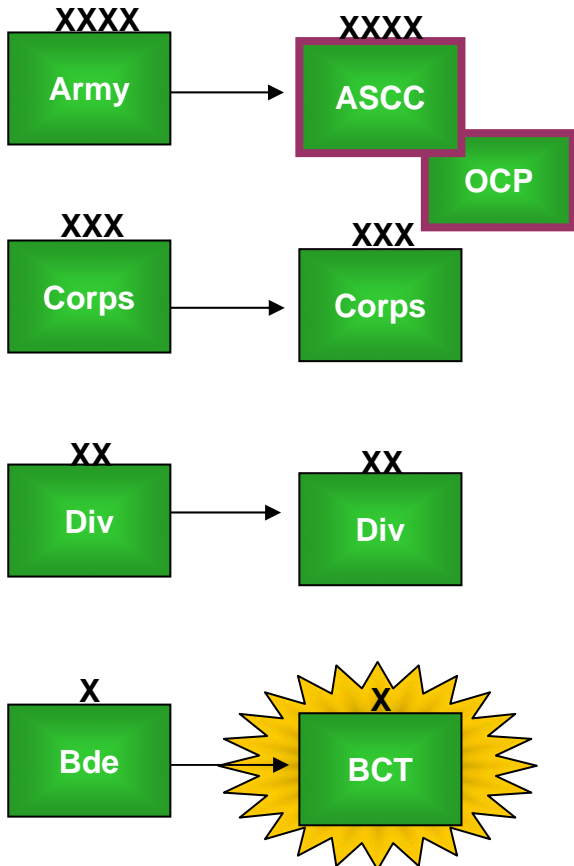 XXXX
XXXX
Army
ASCC
OCP
XXX
XXX
Corps
Corps
XX
XX
Div
Div
X
X
Bde
BCT